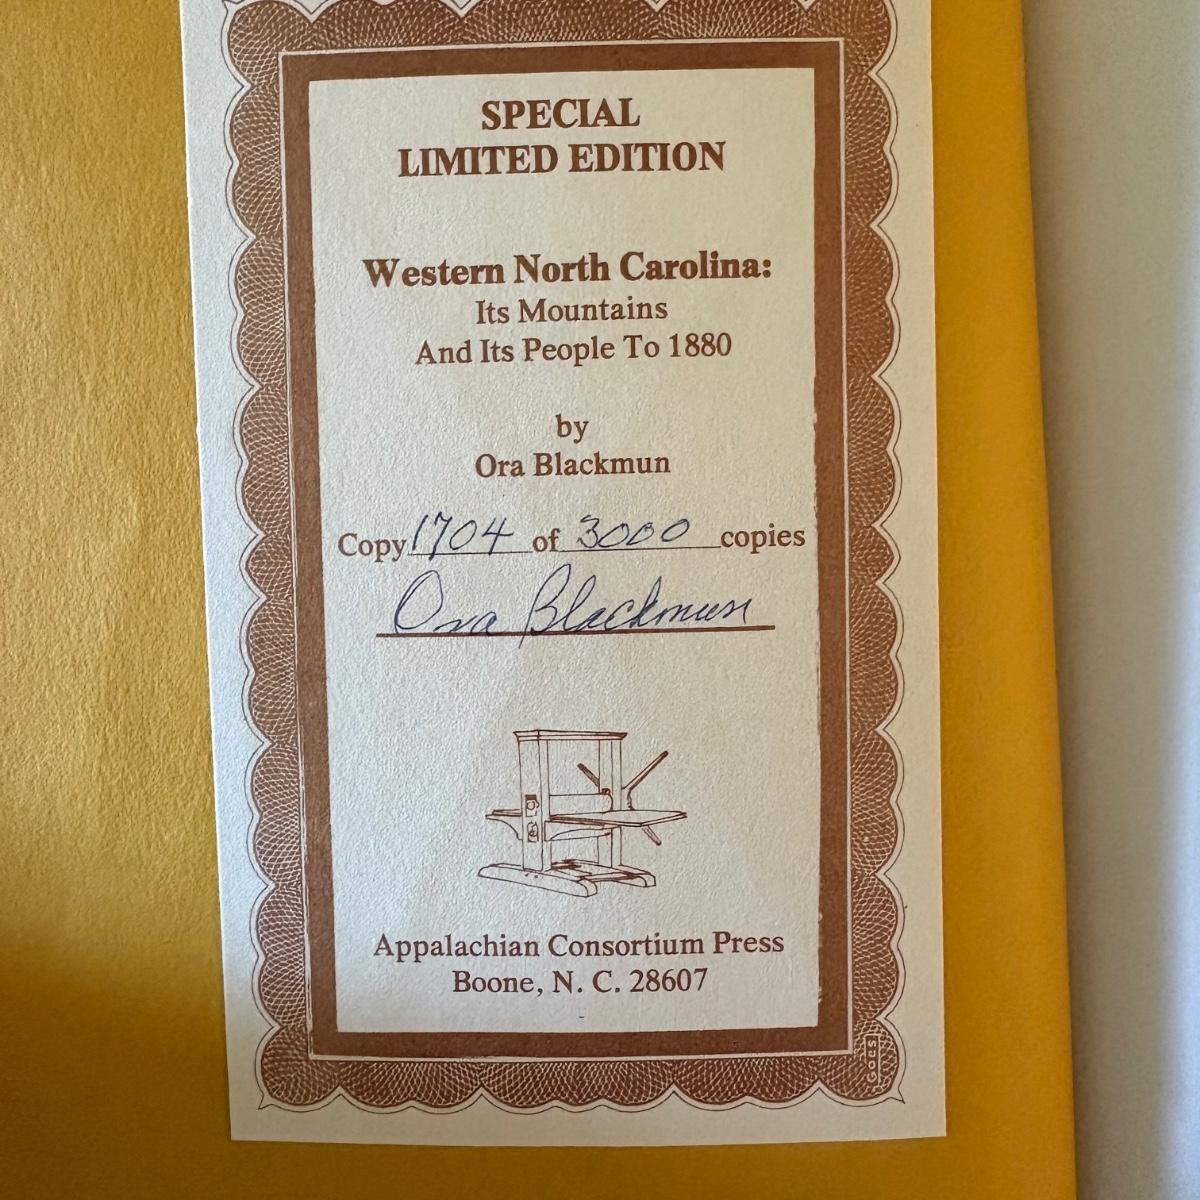 SPECIAL
LIMITED EDITION
Western North Carolina:
Its Mountains
And Its People To 1880
by
Ora Blackmun
Copy 1704 of 3000 copies
Ora Blackmun
Appalachian Consortium Press
Boone, N. C. 28607
Goes